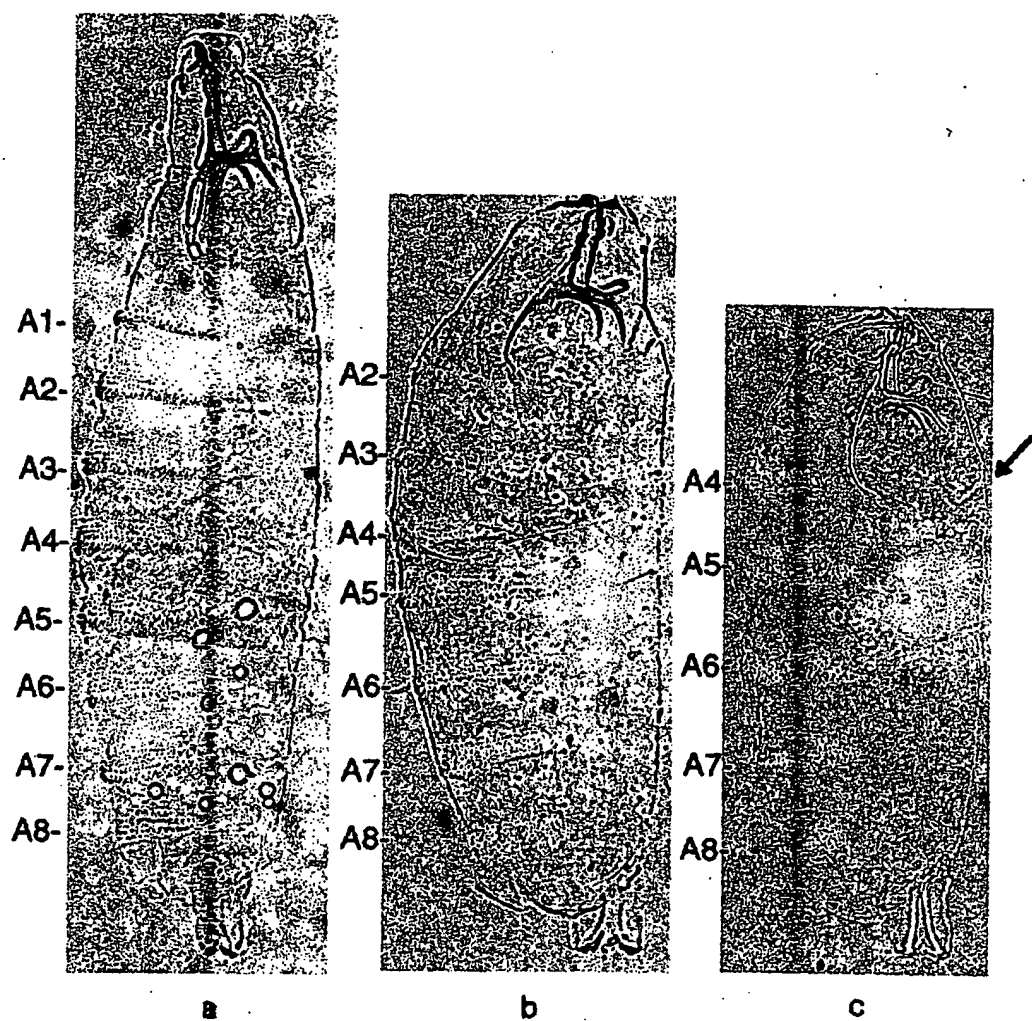 A1-
A2-
A3-
A4-
A5-
A6-
A7-
A8-
A2-
A3-
A4-
A5-
A6-
A7-
A8-
A4-
A5-
A6-
A7-
A8-
a
b
c